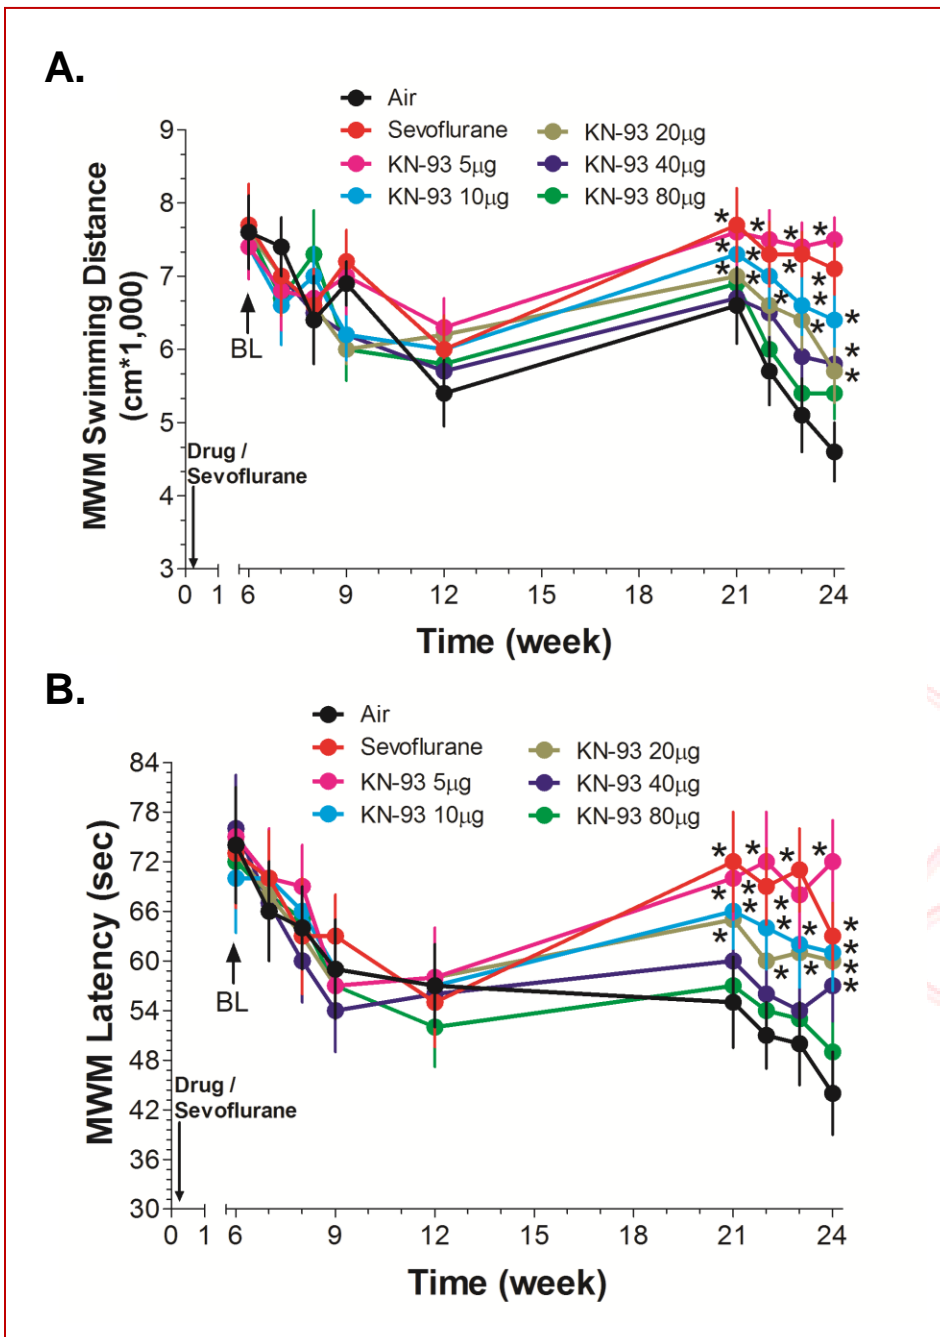 A.
Air
Sevoflurane
KN-93 5μg
KN-93 10μg
KN-93 20μg
KN-93 40μg
KN-93 80μg
MWM Swimming Distance
(cm*1,000)
9
8
7
6
5
4
3
BL
Drug /
Sevoflurane
* * * *
* * * *
* * * * *
* *
*
0 1 6 9 12 15 18 21 24
Time (week)
B.
Air
Sevoflurane
KN-93 5μg
KN-93 10μg
KN-93 20μg
KN-93 40μg
KN-93 80μg
MWM Latency (sec)
84
78
72
66
60
54
48
42
36
30
BL
Drug /
Sevoflurane
* * *
* * * *
* * * *
* * *
* *
0 1 6 9 12 15 18 21 24
Time (week)